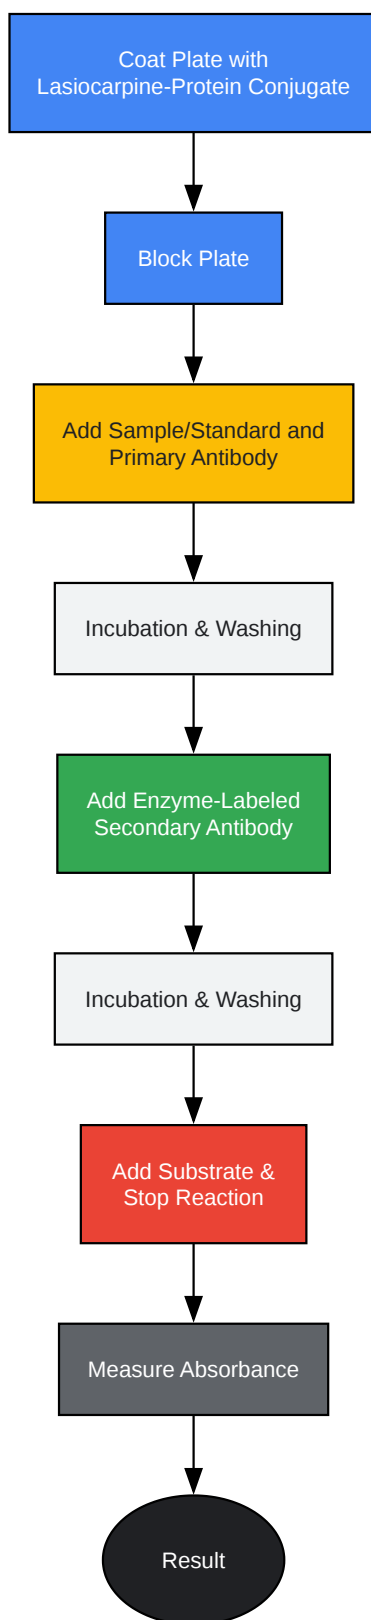 Coat Plate with
Lasiocarpine-Protein Conjugate
Block Plate
Add Sample/Standard and
Primary Antibody
Incubation & Washing
Add Enzyme-Labeled
Secondary Antibody
Incubation & Washing
Add Substrate &
Stop Reaction
Measure Absorbance
Result